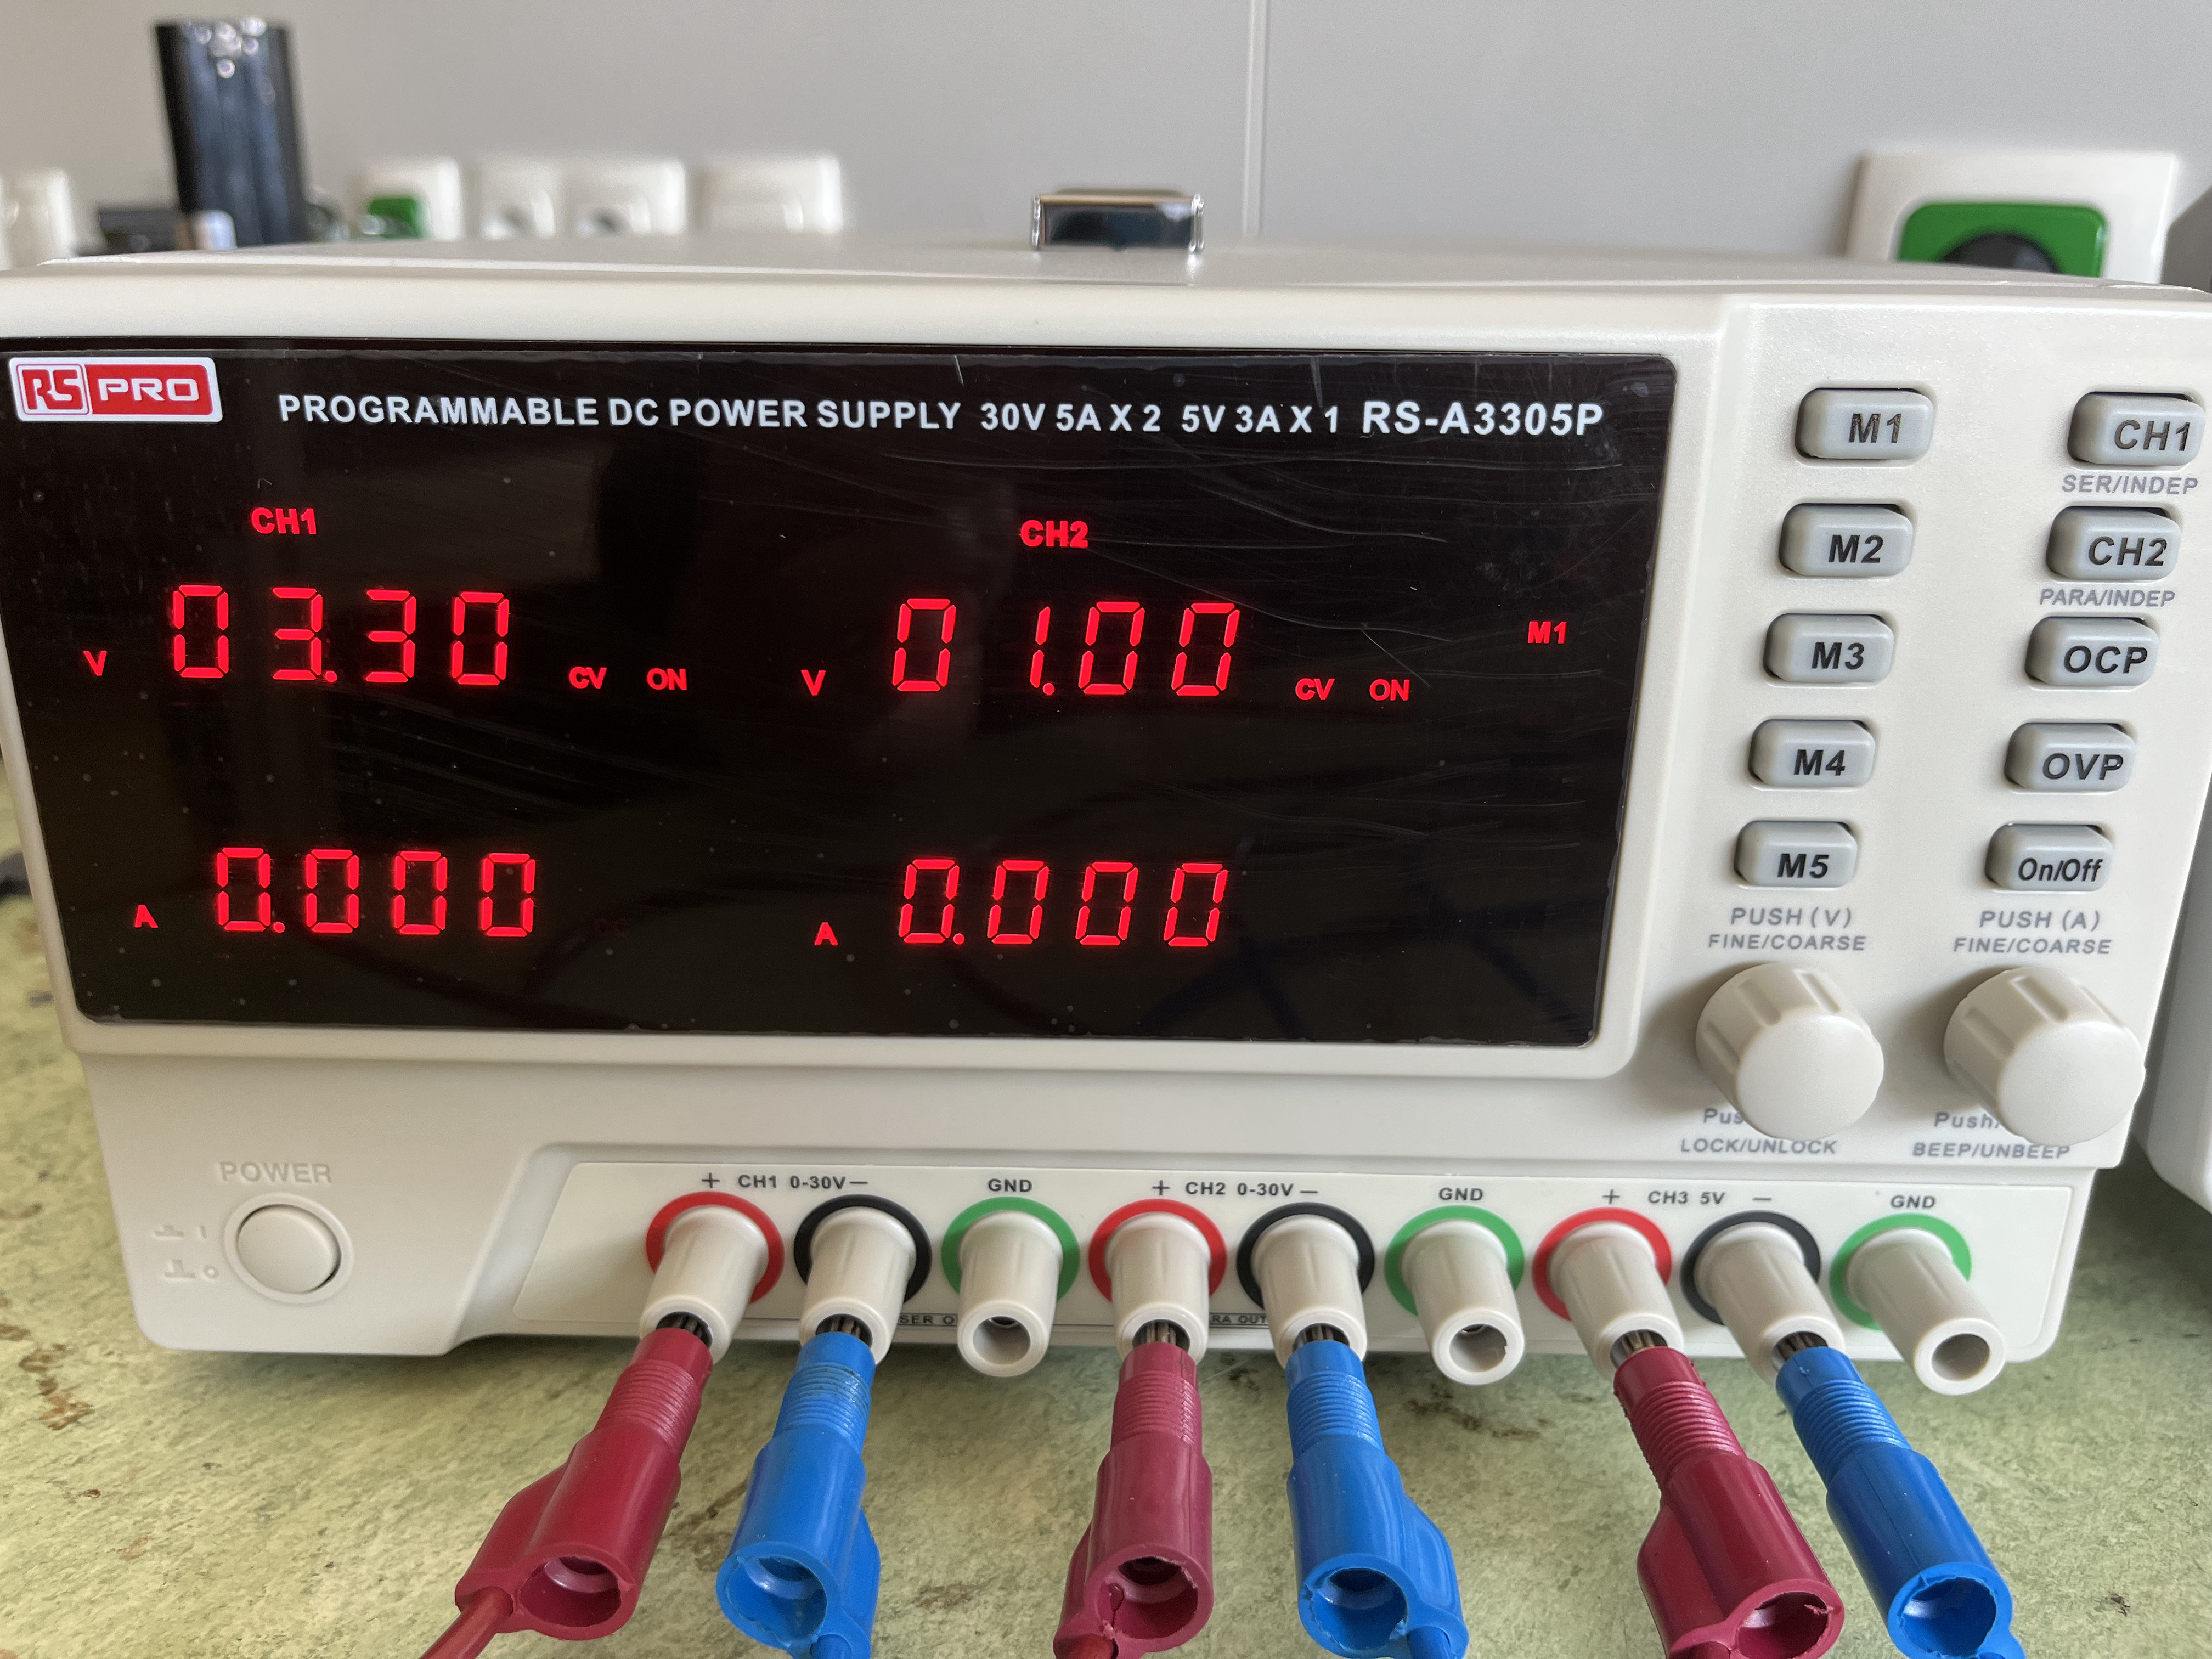 RS PRO
PROGRAMMABLE DC POWER SUPPLY 30V 5A X 2 5V 3A X 1 RS-A3305P
CH1 CH2
V 03.30 CV ON V 01.00 CV ON M1
A 0.000 A 0.000
M1 CH1
SER/INDEP
M2 CH2
PARA/INDEP
M3 OCP
M4 OVP
M5 On/Off
PUSH (V) PUSH (A)
FINE/COARSE FINE/COARSE
LOCK/UNLOCK BEEP/UNBEEP
POWER
+ CH1 0-30V – GND + CH2 0-30V – GND + CH3 5V – GND
SER